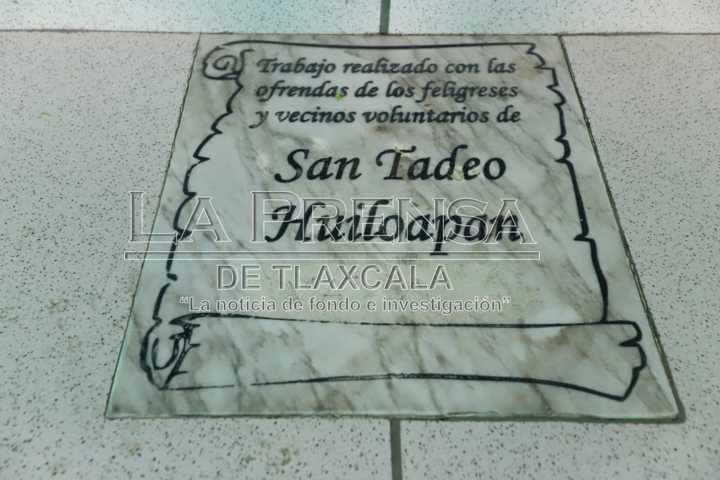 Trabajo realizado con las
ofrendas de los feligreses
y vecinos voluntarios de
San Tadeo
Huiloapan
LA PRENSA
DE TLAXCALA
“La noticia de fondo e investigación”